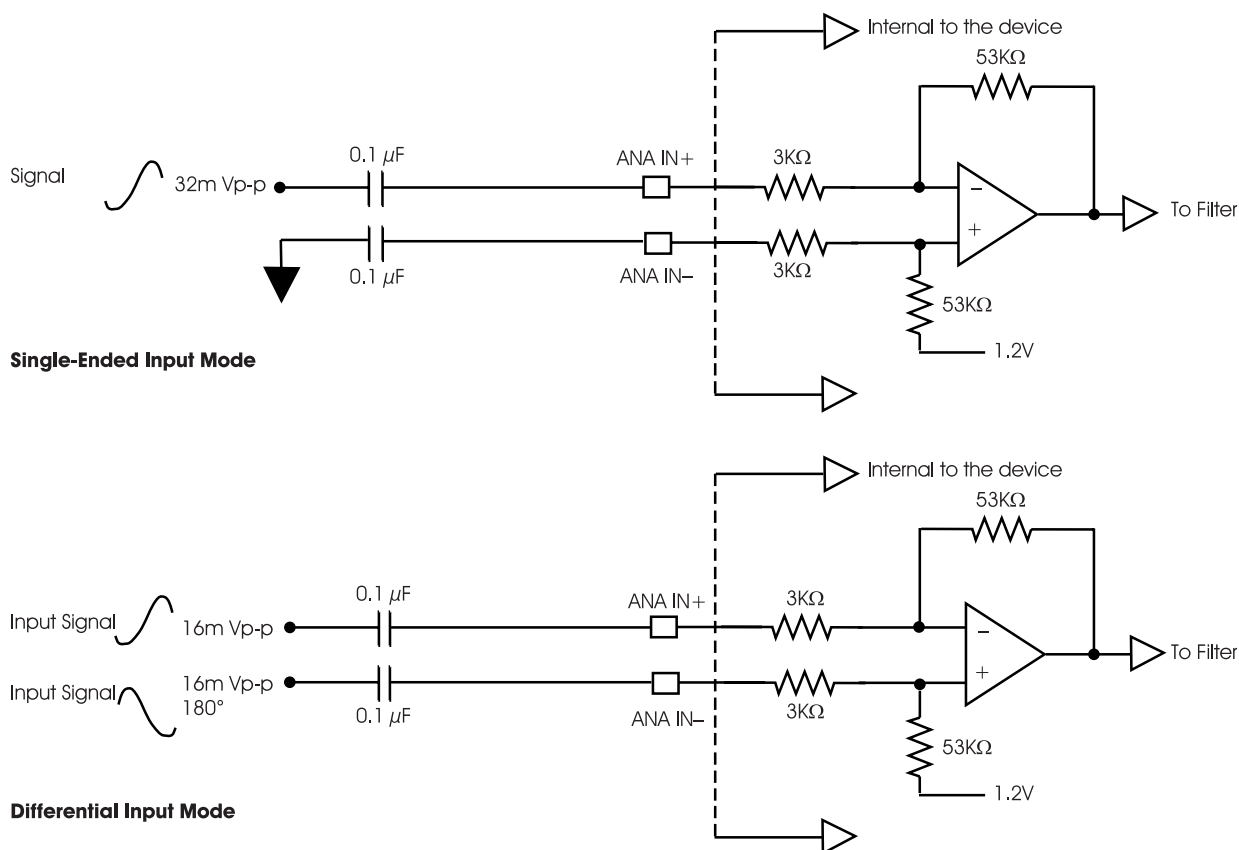 Internal to the device
53KΩ
0.1 µF
ANA IN+
3KΩ
Signal
32m Vp-p
−
To Filter
+
0.1 µF
ANA IN−
3KΩ
53KΩ
1.2V
Single-Ended Input Mode
Internal to the device
53KΩ
0.1 µF
ANA IN+
3KΩ
Input Signal
16m Vp-p
−
To Filter
Input Signal
16m Vp-p
180°
+
0.1 µF
ANA IN−
3KΩ
53KΩ
1.2V
Differential Input Mode